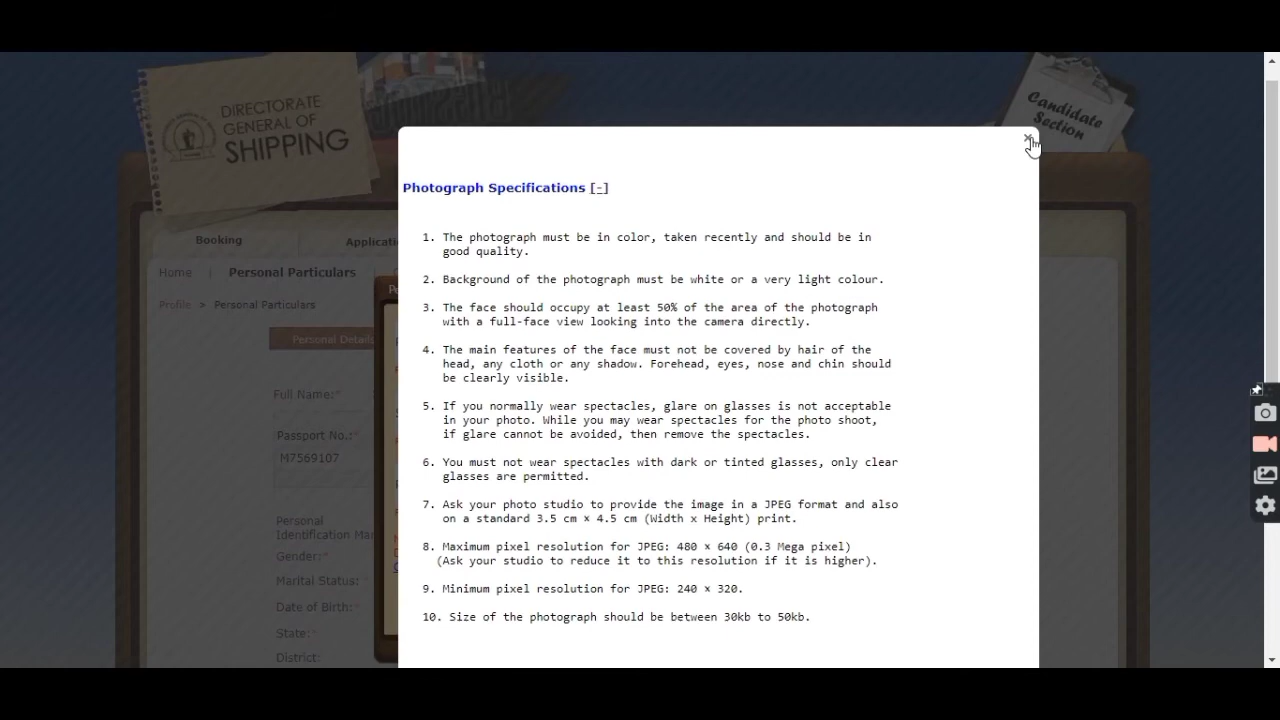 DIRECTORATE
GENERAL OF
SHIPPING
Candidate
Section
Booking
Applicati
Home | Personal Particulars
Profile > Personal Particulars
Personal Details
Full Name:*
Passport No.:*
M7569107
Personal
Identification Mar
Gender:*
Marital Status:
Date of Birth:*
State:*
District:
Photograph Specifications [-]
1. The photograph must be in color, taken recently and should be in
good quality.
2. Background of the photograph must be white or a very light colour.
3. The face should occupy at least 50% of the area of the photograph
with a full-face view looking into the camera directly.
4. The main features of the face must not be covered by hair of the
head, any cloth or any shadow. Forehead, eyes, nose and chin should
be clearly visible.
5. If you normally wear spectacles, glare on glasses is not acceptable
in your photo. While you may wear spectacles for the photo shoot,
if glare cannot be avoided, then remove the spectacles.
6. You must not wear spectacles with dark or tinted glasses, only clear
glasses are permitted.
7. Ask your photo studio to provide the image in a JPEG format and also
on a standard 3.5 cm × 4.5 cm (Width x Height) print.
8. Maximum pixel resolution for JPEG: 480 × 640 (0.3 Mega pixel)
(Ask your studio to reduce it to this resolution if it is higher).
9. Minimum pixel resolution for JPEG: 240 × 320.
10. Size of the photograph should be between 30kb to 50kb.